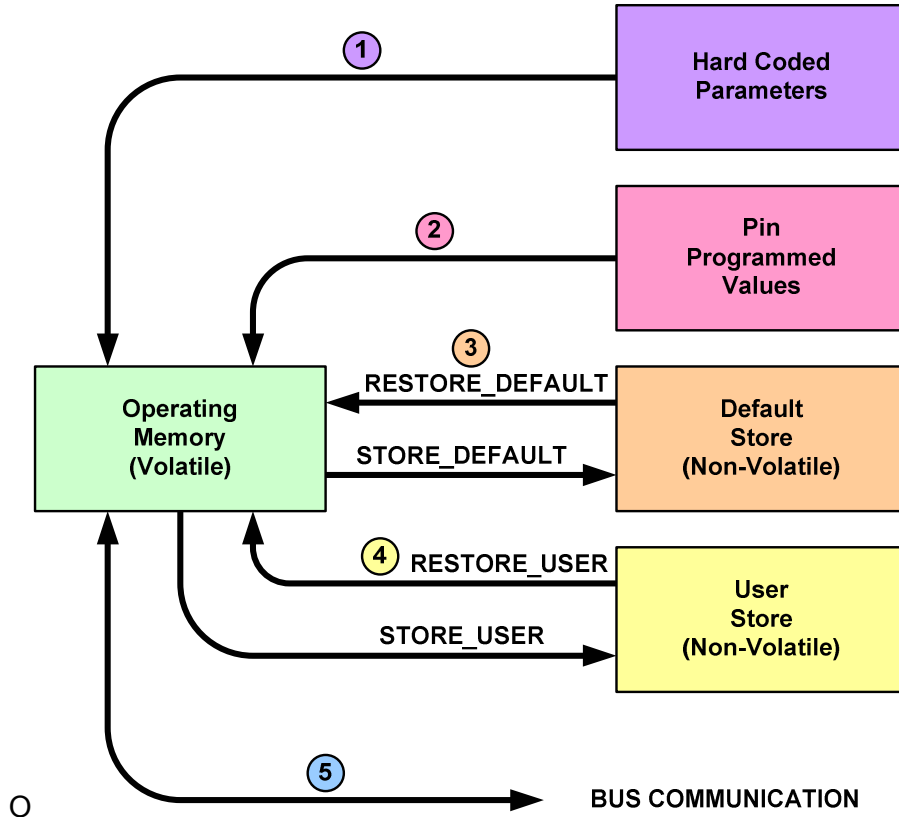 1
Hard Coded
Parameters
2
Pin
Programmed
Values
3
RESTORE_DEFAULT
Operating
Memory
(Volatile)
STORE_DEFAULT
Default
Store
(Non-Volatile)
4
RESTORE_USER
STORE_USER
User
Store
(Non-Volatile)
5
BUS COMMUNICATION
O